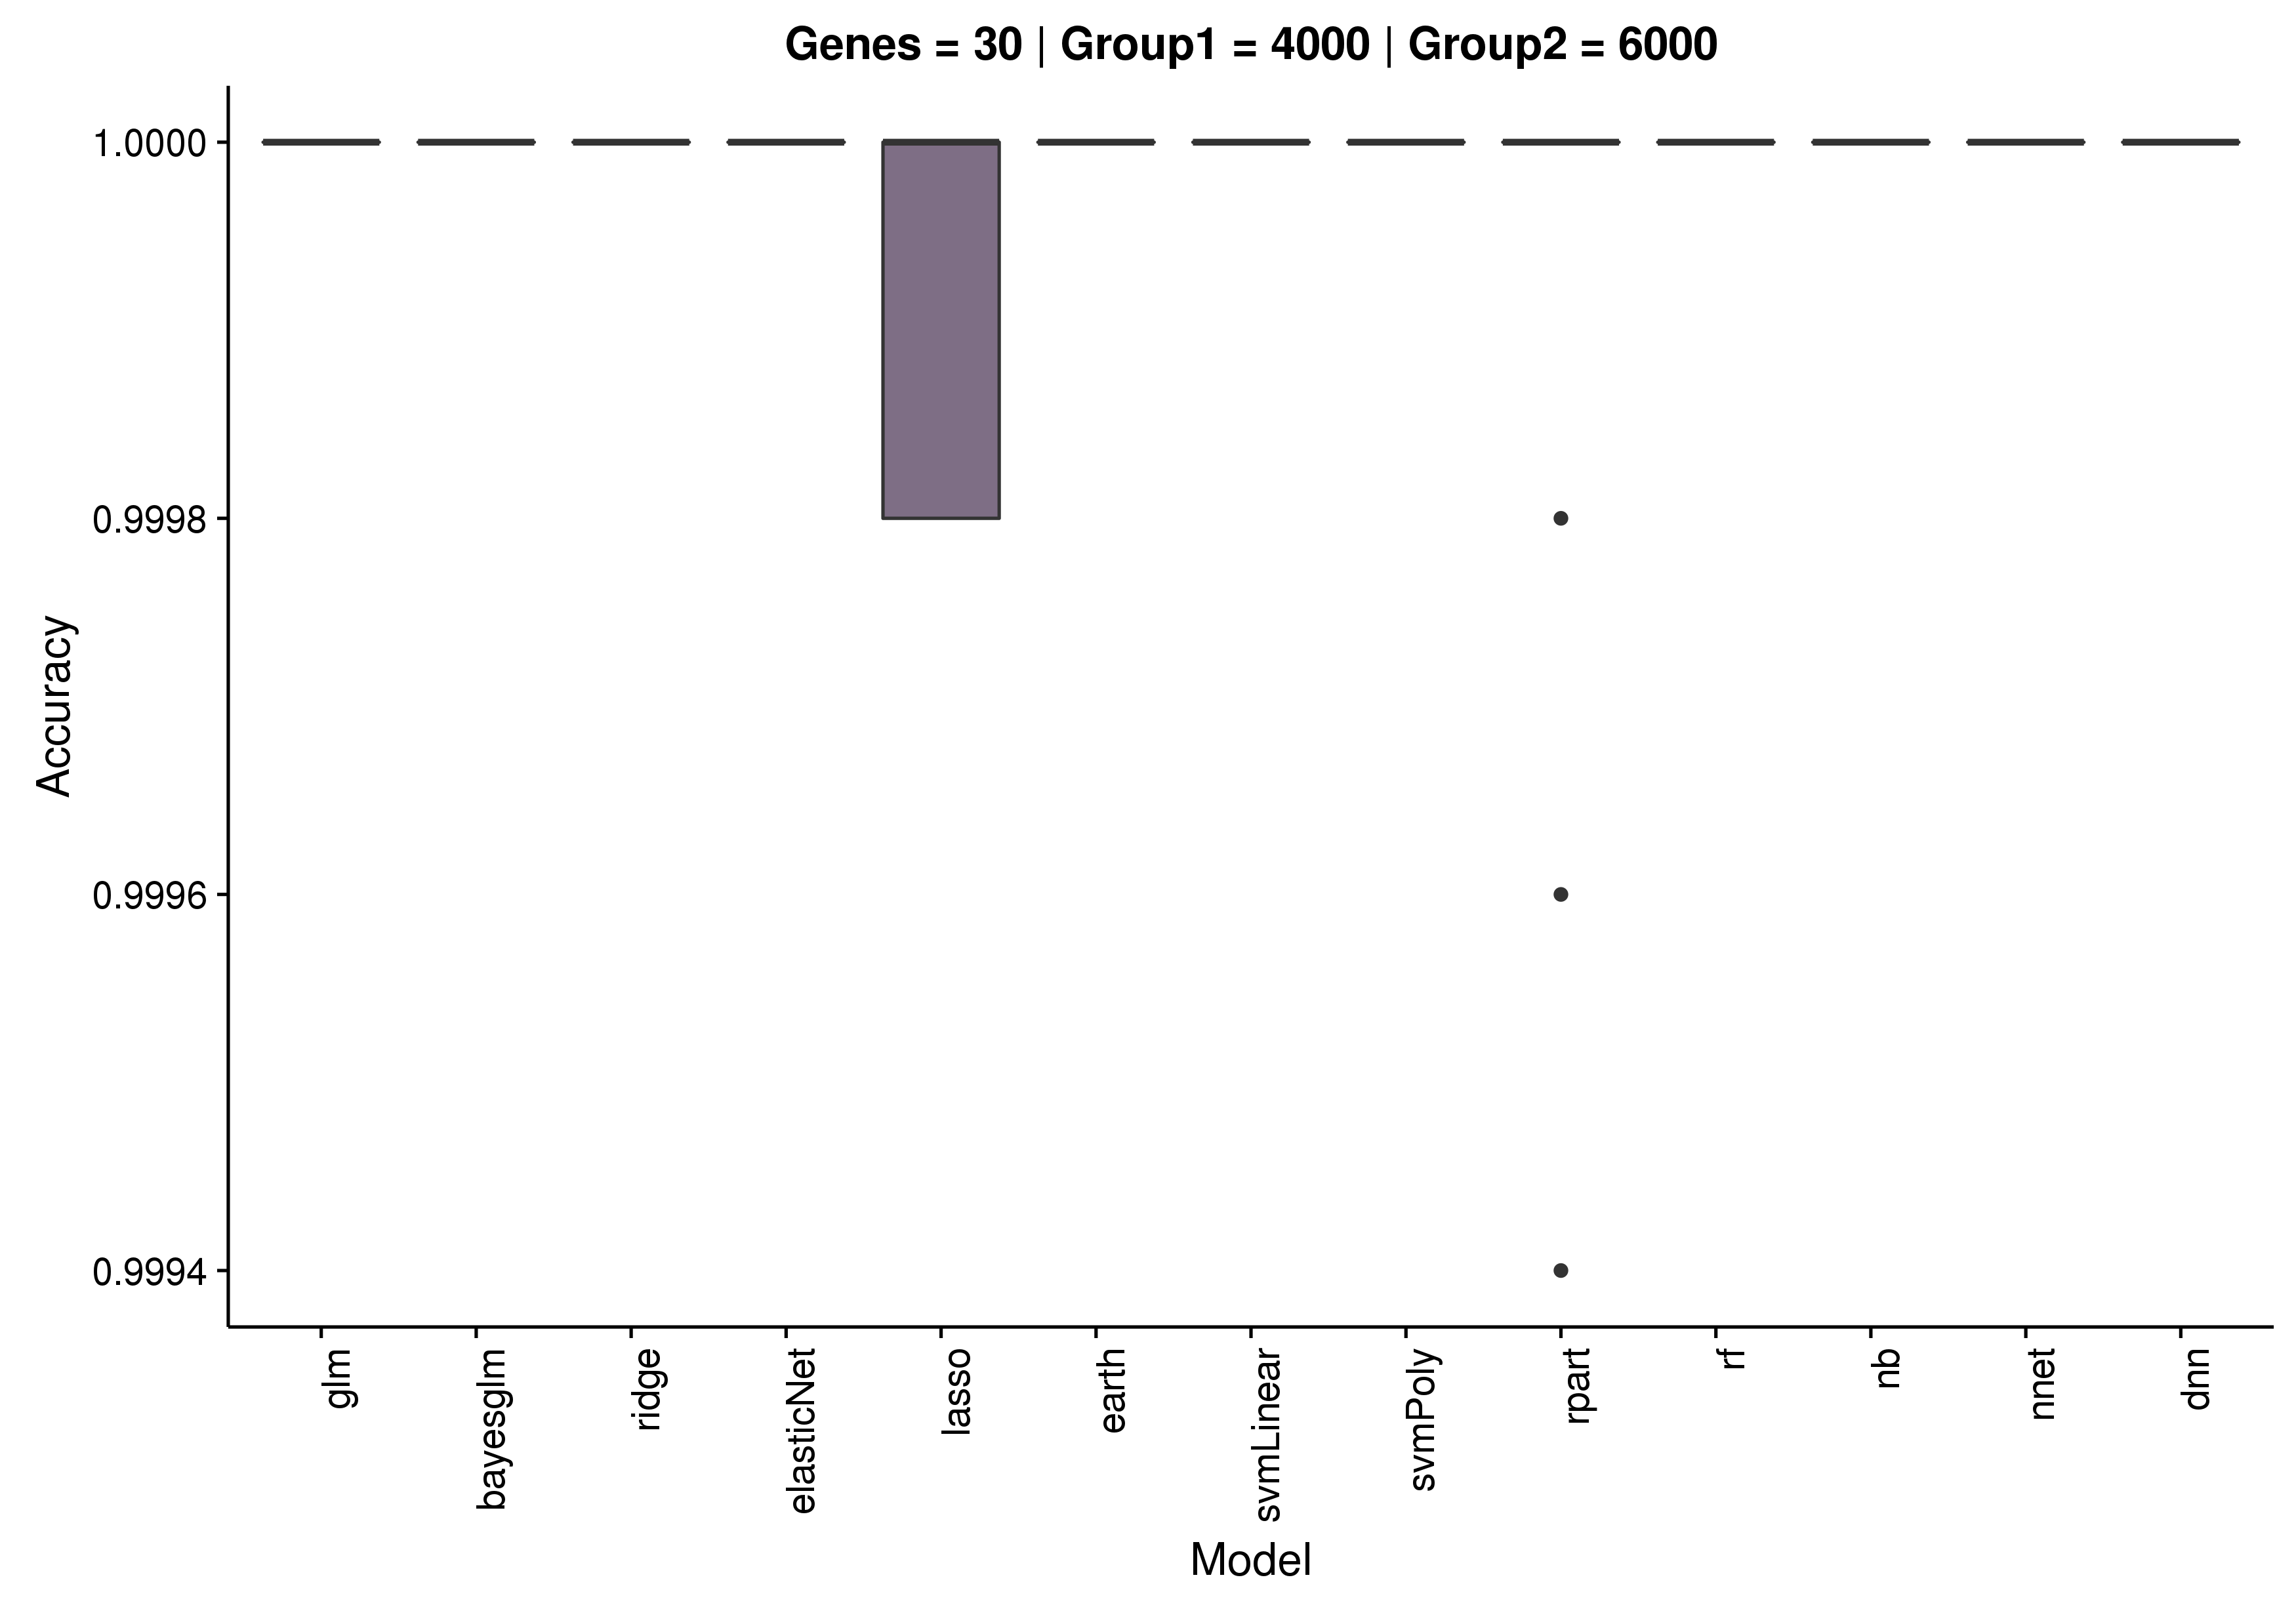 Genes = 30 | Group1 = 4000 | Group2 = 6000
Accuracy
1.0000
0.9998
0.9996
0.9994
glm
bayesglm
ridge
elasticNet
lasso
earth
svmLinear
svmPoly
rpart
rf
nb
nnet
dnn
Model